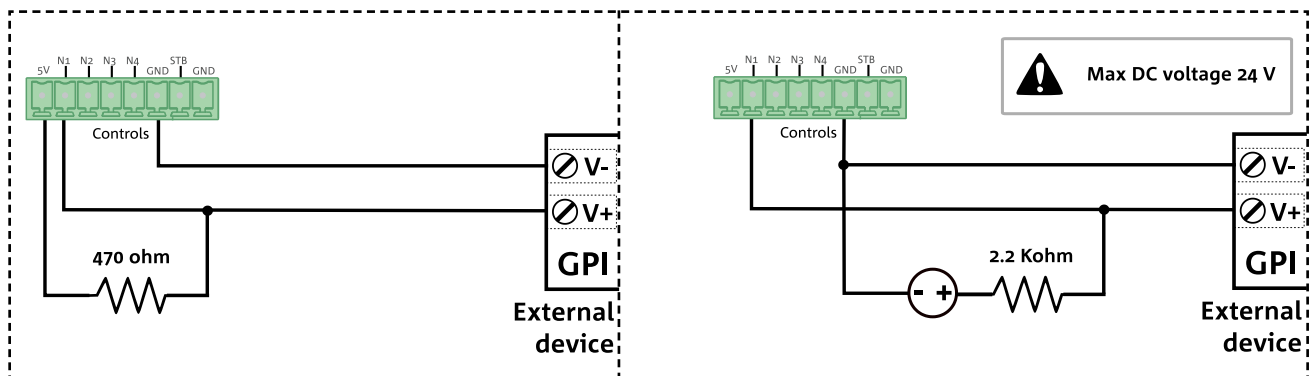 5V N1 N2 N3 N4 GND STB GND
Controls
V-
V+
470 ohm
GPI
External
device
5V N1 N2 N3 N4 GND STB GND
Max DC voltage 24 V
Controls
V-
V+
2.2 Kohm
- +
GPI
External
device